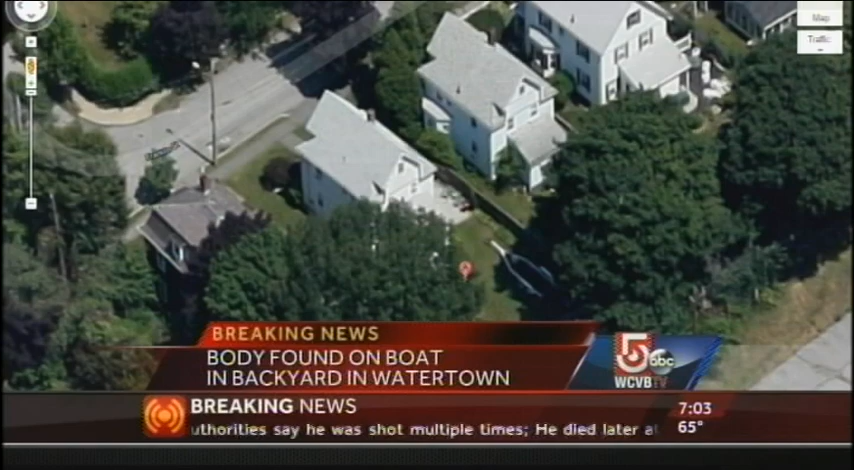 Map
Traffic
BREAKING NEWS
BODY FOUND ON BOAT
IN BACKYARD IN WATERTOWN
5 abc
WCVB TV
BREAKING NEWS
7:03
uthorities say he was shot multiple times; He died later a
65°